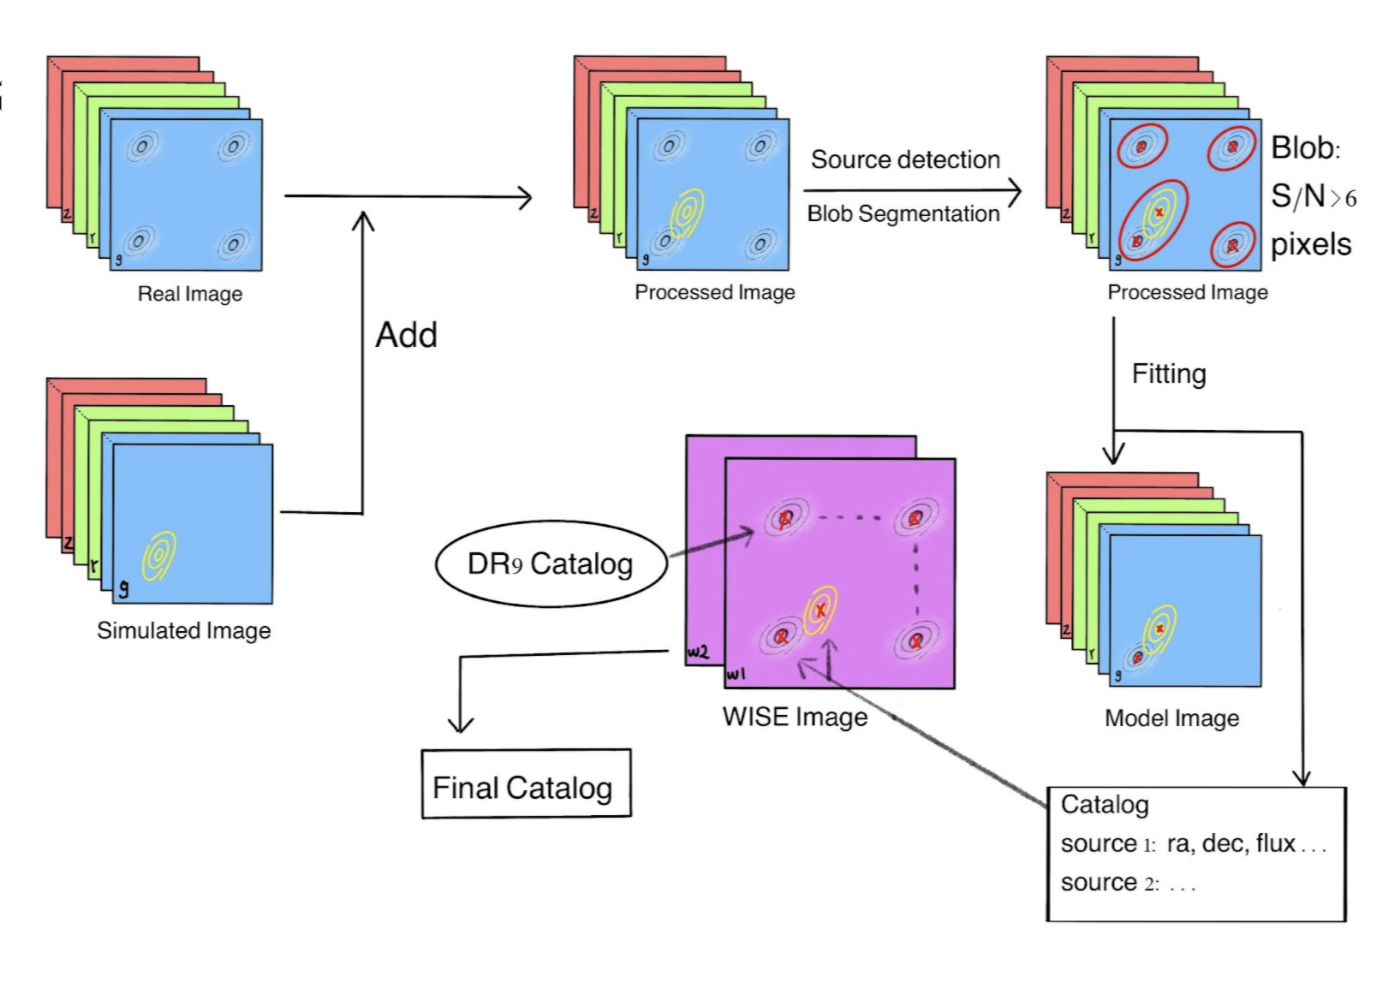 z
r
g
Real Image
z
r
g
Processed Image
Source detection
Blob Segmentation
z
r
g
Processed Image
Blob:
S/N>6
pixels
Add
Fitting
z
r
g
Simulated Image
DR9 Catalog
w2
w1
WISE Image
z
r
g
Model Image
Final Catalog
Catalog
source 1: ra, dec, flux ...
source 2: ...